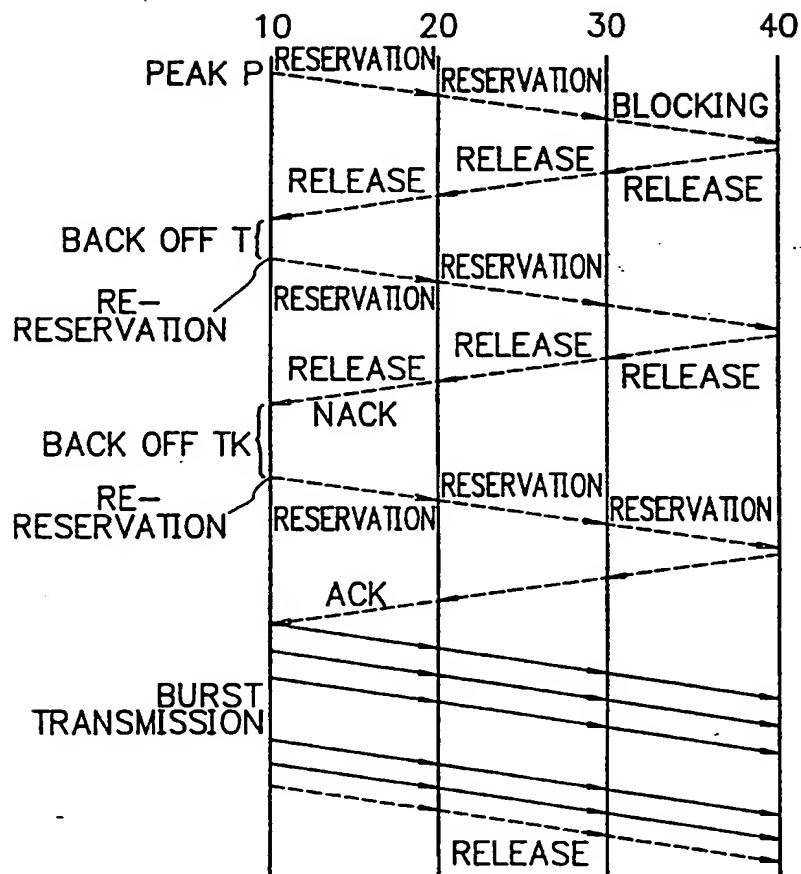 10 20 30 40
PEAK P
RESERVATION
RESERVATION
BLOCKING
RELEASE
RELEASE
RELEASE
BACK OFF T
RESERVATION
RE-
RESERVATION
RESERVATION
RELEASE
RELEASE
RELEASE
NACK
BACK OFF TK
RE-
RESERVATION
RESERVATION
RESERVATION
RESERVATION
ACK
BURST
TRANSMISSION
RELEASE